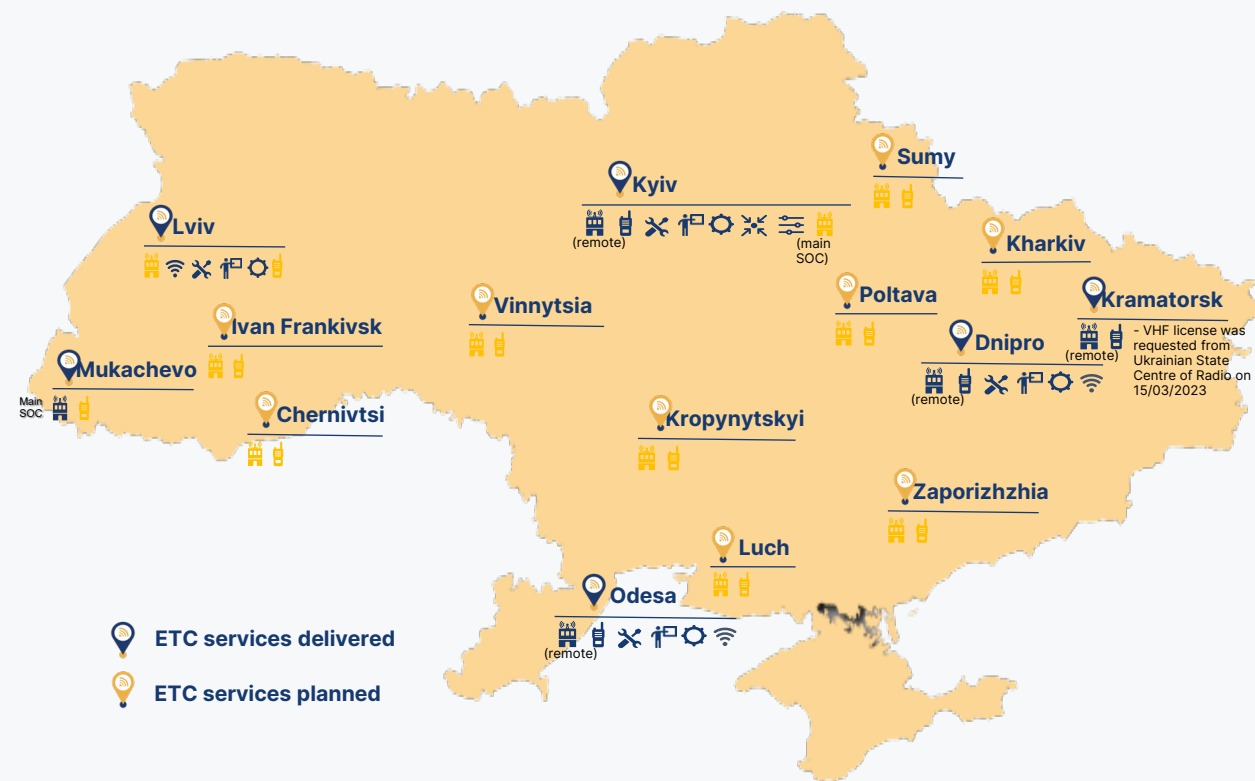 Sumy
Kyiv
(remote)
(main
SOC)
Lviv
Kharkiv
Poltava
Kramatorsk
(remote)
- VHF license was
requested from
Ukrainian State
Centre of Radio on
15/03/2023
Vinnytsia
Ivan Frankivsk
Dnipro
(remote)
Mukachevo
Main
SOC
Chernivtsi
Kropynytskyi
Zaporizhzhia
Luch
Odesa
(remote)
ETC services delivered
ETC services planned